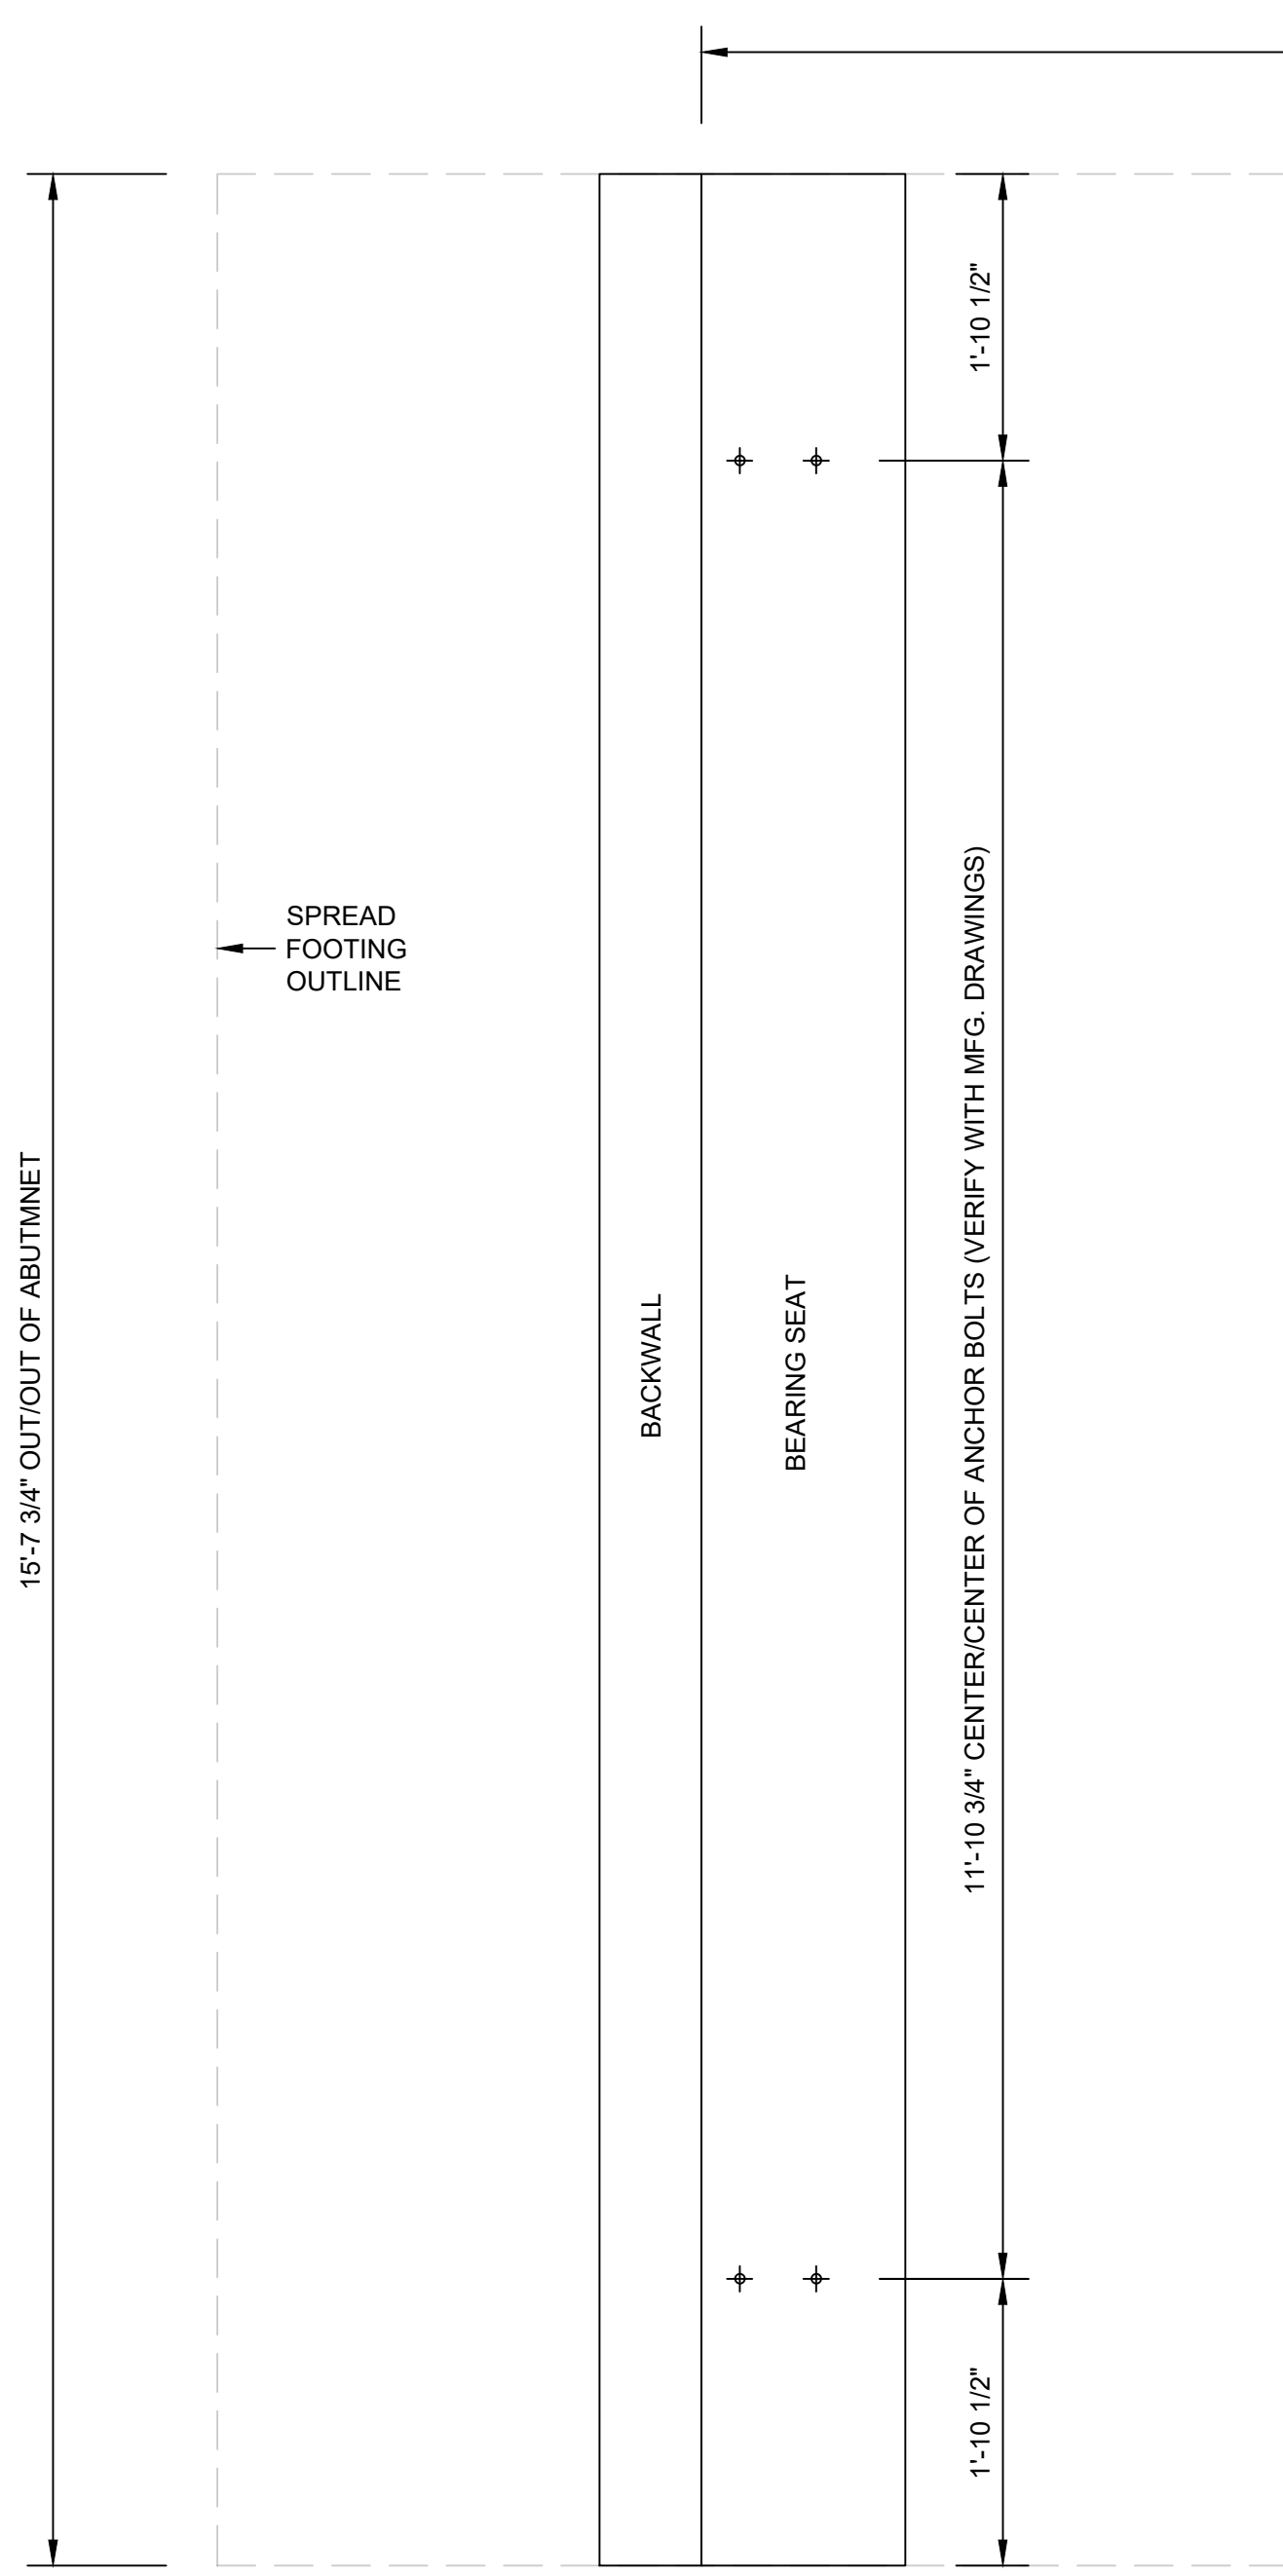 1'-10 1/2"
SPREAD
FOOTING
OUTLINE
15'-7 3/4" OUT/OUT OF ABUTMNET
BACKWALL
BEARING SEAT
11'-10 3/4" CENTER/CENTER OF ANCHOR BOLTS (VERIFY WITH MFG. DRAWINGS)
1'-10 1/2"